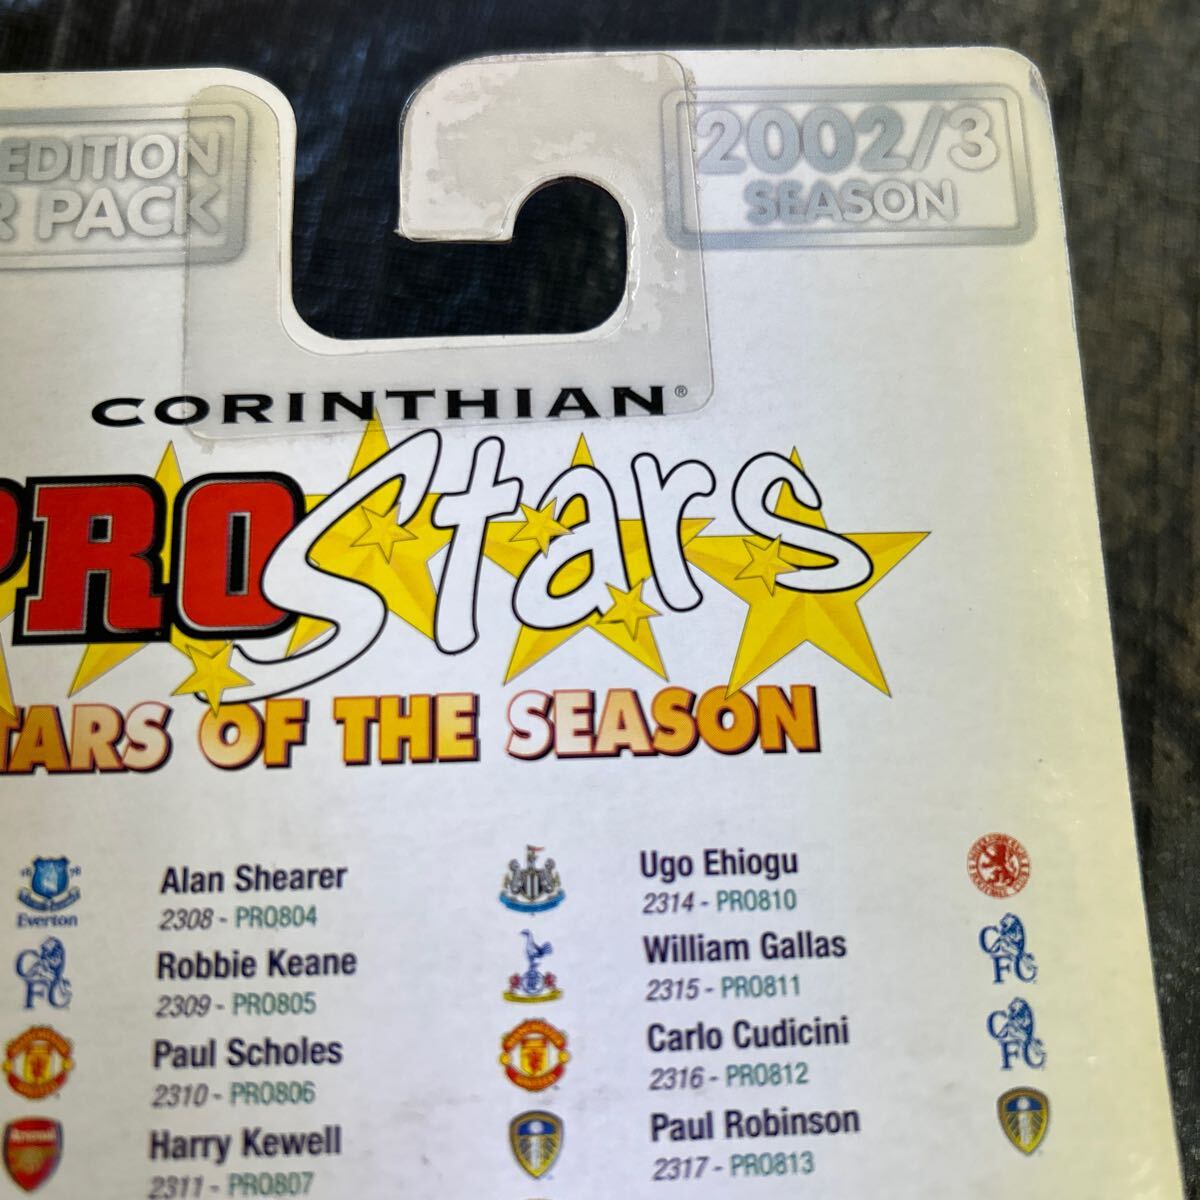 EDITION
R PACK
2002/3
SEASON
CORINTHIAN®
PRO Stars
TARS OF THE SEASON
Everton
Alan Shearer
2308 - PRO804
Robbie Keane
2309 - PRO805
Paul Scholes
2310 - PRO806
Arsenal
Harry Kewell
2311 - PRO807
Ugo Ehiogu
2314 - PRO810
William Gallas
2315 - PRO811
Carlo Cudicini
2316 - PRO812
Paul Robinson
2317 - PRO813